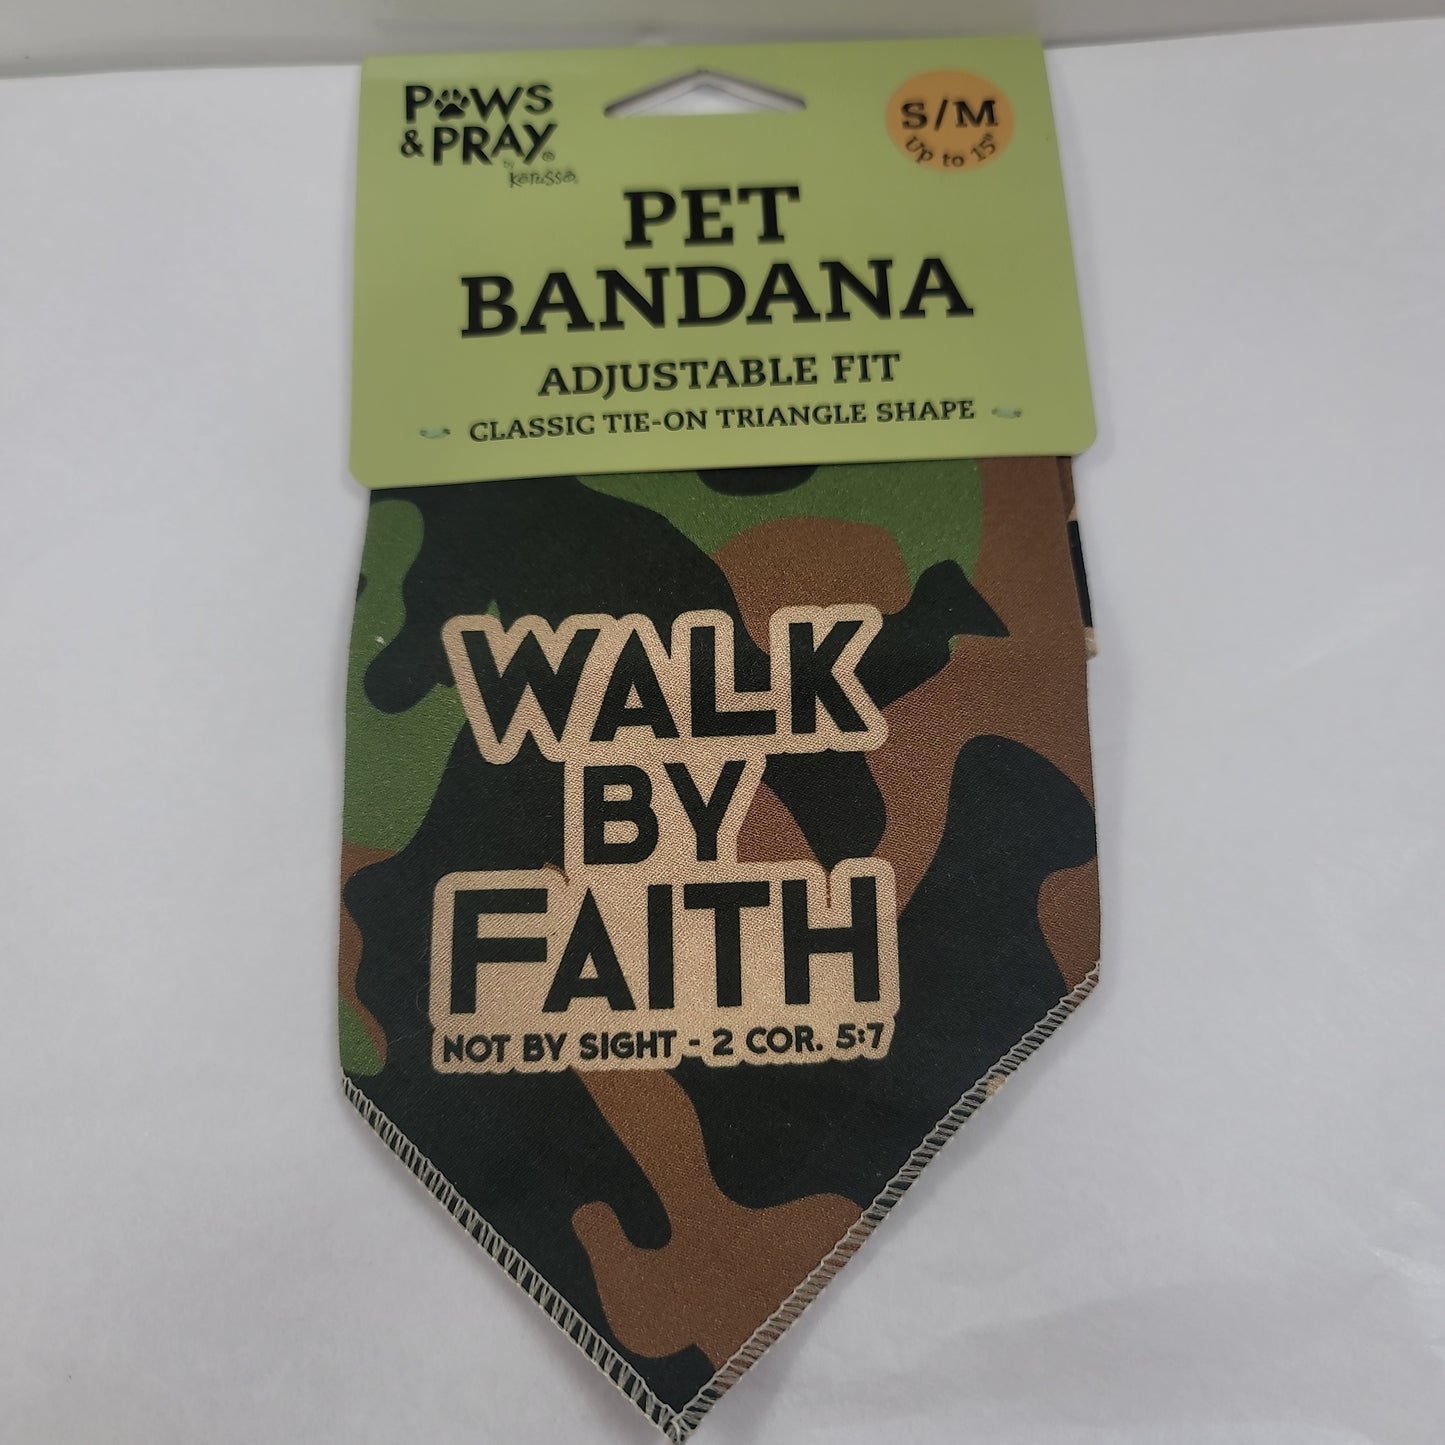 PAWS
& PRAY®
by
Kerusso®
S/M
Up to 15"
PET
BANDANA
ADJUSTABLE FIT
CLASSIC TIE-ON TRIANGLE SHAPE
WALK
BY
FAITH
NOT BY SIGHT - 2 COR. 5:7